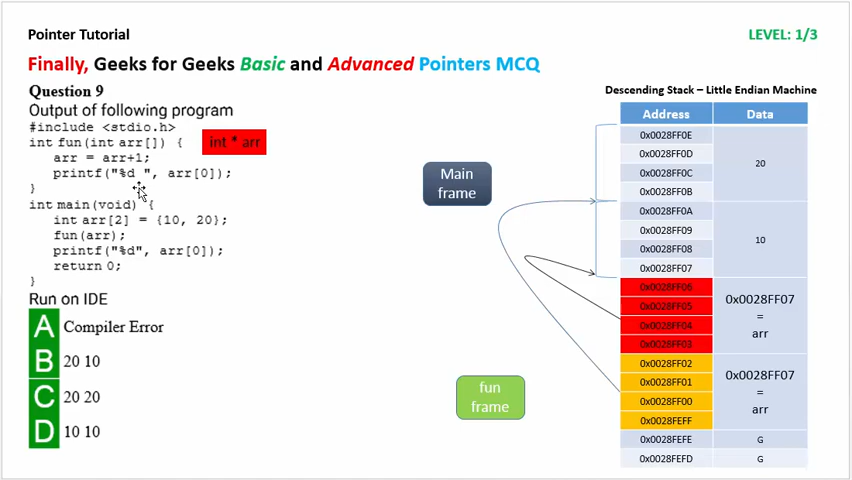 Pointer Tutorial
LEVEL: 1/3
Finally, Geeks for Geeks Basic and Advanced Pointers MCQ
Question 9
Output of following program
#include <stdio.h>
int fun(int arr[]) {
arr = arr+1;
printf("%d ", arr[0]);
}
int main(void) {
int arr[2] = {10, 20};
fun(arr);
printf("%d", arr[0]);
return 0;
}
Run on IDE
A Compiler Error
B 20 10
C 20 20
D 10 10
int * arr
Main
frame
fun
frame
Descending Stack – Little Endian Machine
Address Data
0x0028FF0E
0x0028FF0D
20
0x0028FF0C
0x0028FF0B
0x0028FF0A
0x0028FF09
10
0x0028FF08
0x0028FF07
0x0028FF06
0x0028FF05
0x0028FF04
0x0028FF03
0x0028FF07
=
arr
0x0028FF02
0x0028FF01
0x0028FF00
0x0028FEFF
0x0028FF07
=
arr
0x0028FEFE G
0x0028FEFD G